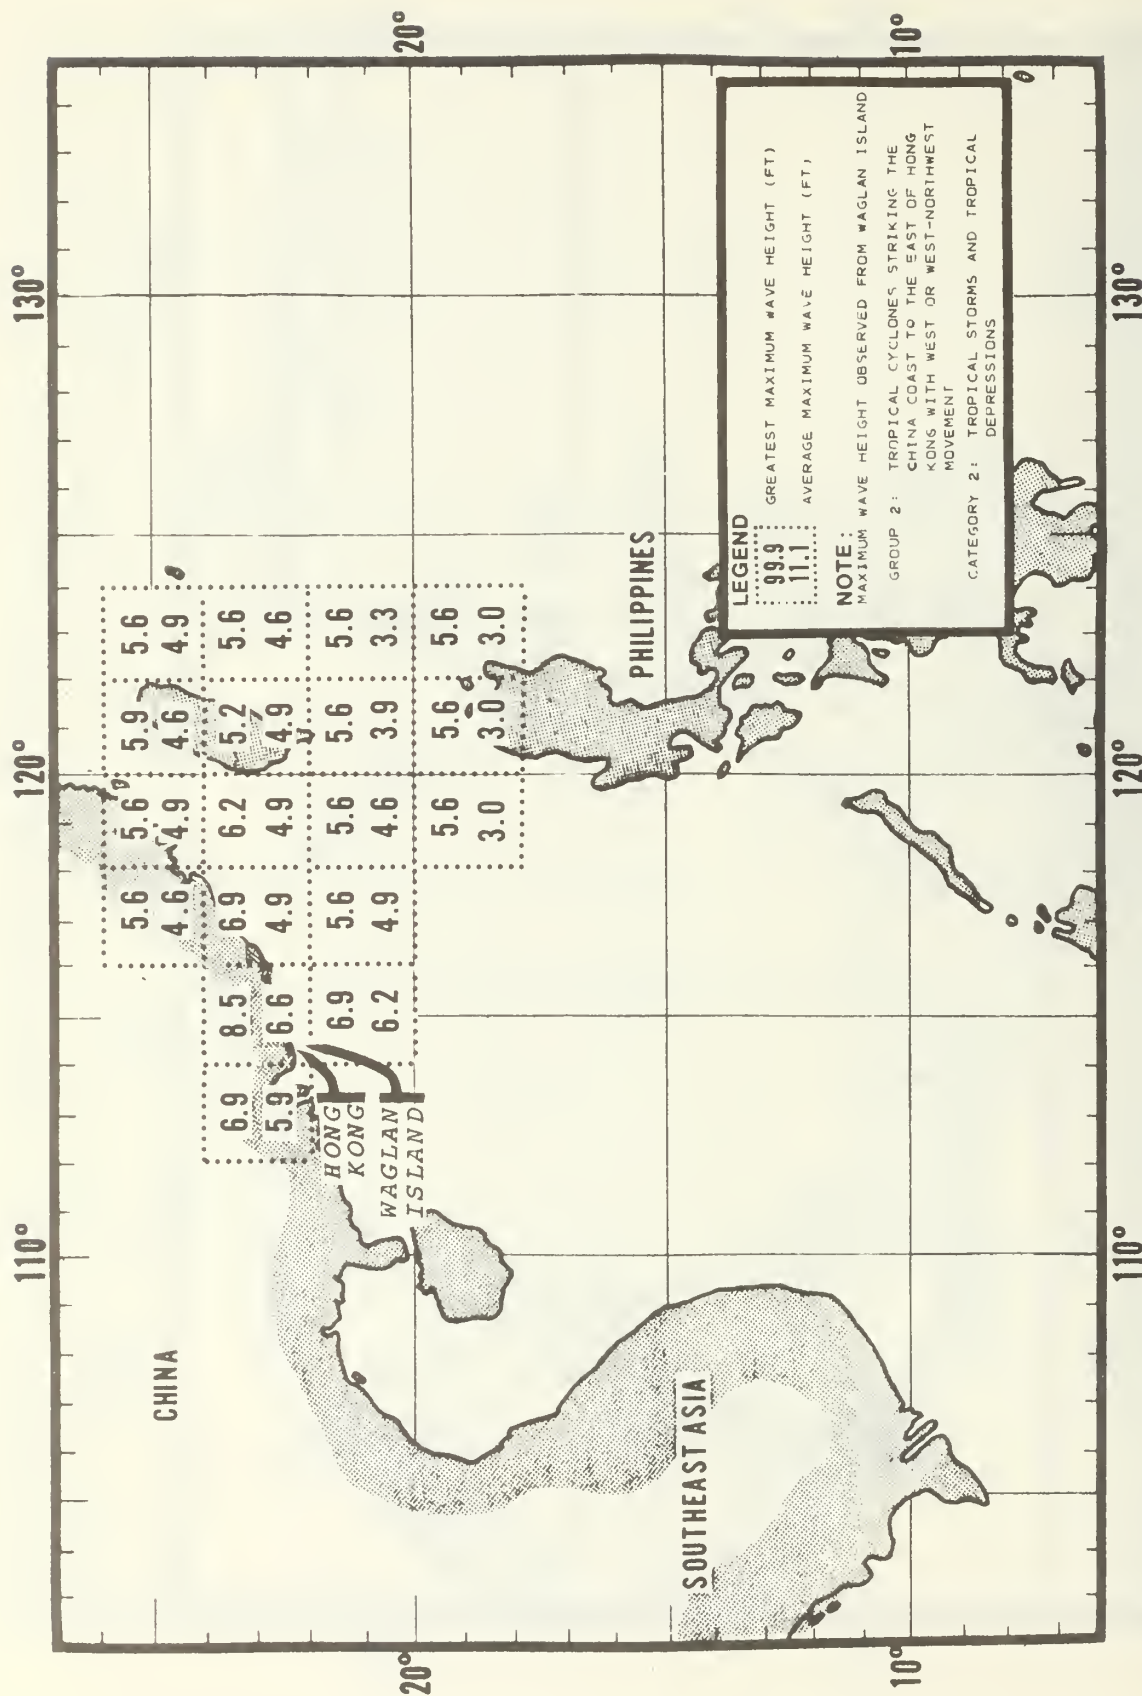 110°
120°
130°
CHINA
5.6
4.6
5.6
4.9
5.9
4.6
5.6
4.9
6.9
5.9
8.5
6.6
6.9
4.9
6.2
4.9
5.2
4.9
5.6
4.6
HONG
KONG
6.9
6.2
5.6
4.9
5.6
4.6
5.6
3.9
5.6
3.3
WAGLAN
ISLAND
20°
20°
5.6
3.0
5.6
3.0
5.6
3.0
PHILIPPINES
SOUTHEAST ASIA
LEGEND
99.9 GREATEST MAXIMUM WAVE HEIGHT (FT)
11.1 AVERAGE MAXIMUM WAVE HEIGHT (FT,
NOTE:
MAXIMUM WAVE HEIGHT OBSERVED FROM WAGLAN ISLAND
GROUP 2: TROPICAL CYCLONES STRIKING THE
CHINA COAST TO THE EAST OF HONG
KONG WITH WEST OR WEST-NORTHWEST
MOVEMENT
CATEGORY 2: TROPICAL STORMS AND TROPICAL
DEPRESSIONS
10°
10°
110°
120°
130°